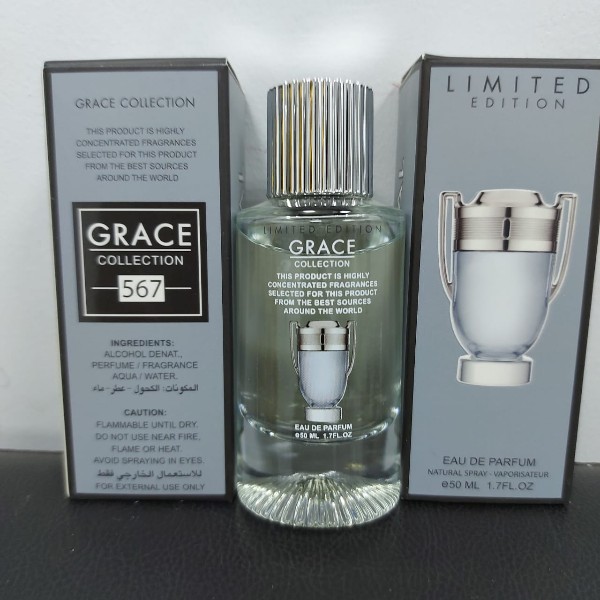 GRACE COLLECTION
THIS PRODUCT IS HIGHLY
CONCENTRATED FRAGRANCES
SELECTED FOR THIS PRODUCT
FROM THE BEST SOURCES
AROUND THE WORLD
GRACE
COLLECTION
567
INGREDIENTS:
ALCOHOL DENAT.,
PERFUME / FRAGRANCE
AQUA / WATER.
المكونات: الكحول - عطر - ماء
CAUTION:
FLAMMABLE UNTIL DRY.
DO NOT USE NEAR FIRE,
FLAME OR HEAT.
AVOID SPRAYING IN EYES.
للاستعمال الخارجي فقط
FOR EXTERNAL USE ONLY
LIMITED EDITION
GRACE
COLLECTION
THIS PRODUCT IS HIGHLY
CONCENTRATED FRAGRANCES
SELECTED FOR THIS PRODUCT
FROM THE BEST SOURCES
AROUND THE WORLD
EAU DE PARFUM
℮50 ML 1.7FL.OZ
LIMITED
EDITION
EAU DE PARFUM
NATURAL SPRAY - VAPORISATEUR
℮50 ML 1.7FL.OZ